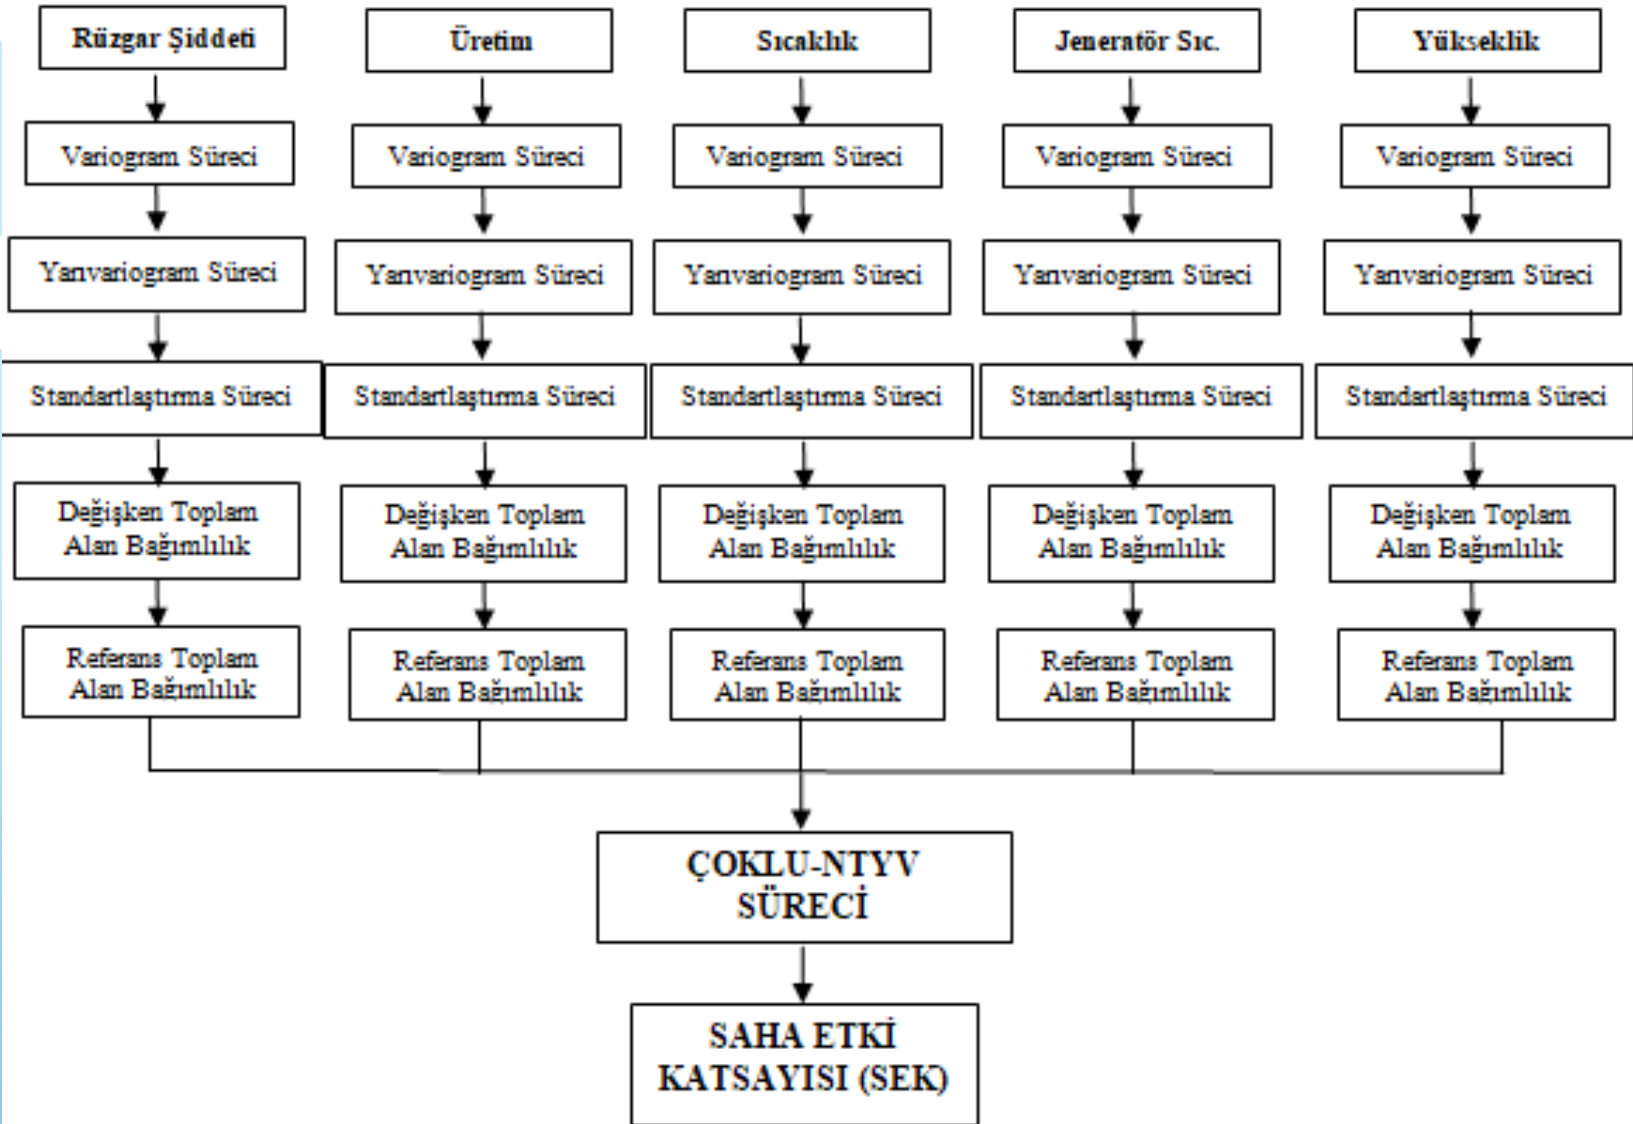 Rüzgar Şiddeti
Üretim
Sıcaklık
Jeneratör Sıc.
Yükseklik
Variogram Süreci
Variogram Süreci
Variogram Süreci
Variogram Süreci
Variogram Süreci
Yarıvariogram Süreci
Yarıvariogram Süreci
Yarıvariogram Süreci
Yarıvariogram Süreci
Yarıvariogram Süreci
Standartlaştırma Süreci
Standartlaştırma Süreci
Standartlaştırma Süreci
Standartlaştırma Süreci
Standartlaştırma Süreci
Değişken Toplam
Alan Bağımlılık
Değişken Toplam
Alan Bağımlılık
Değişken Toplam
Alan Bağımlılık
Değişken Toplam
Alan Bağımlılık
Değişken Toplam
Alan Bağımlılık
Referans Toplam
Alan Bağımlılık
Referans Toplam
Alan Bağımlılık
Referans Toplam
Alan Bağımlılık
Referans Toplam
Alan Bağımlılık
Referans Toplam
Alan Bağımlılık
ÇOKLU-NTYV
SÜRECİ
SAHA ETKİ
KATSAYISI (SEK)